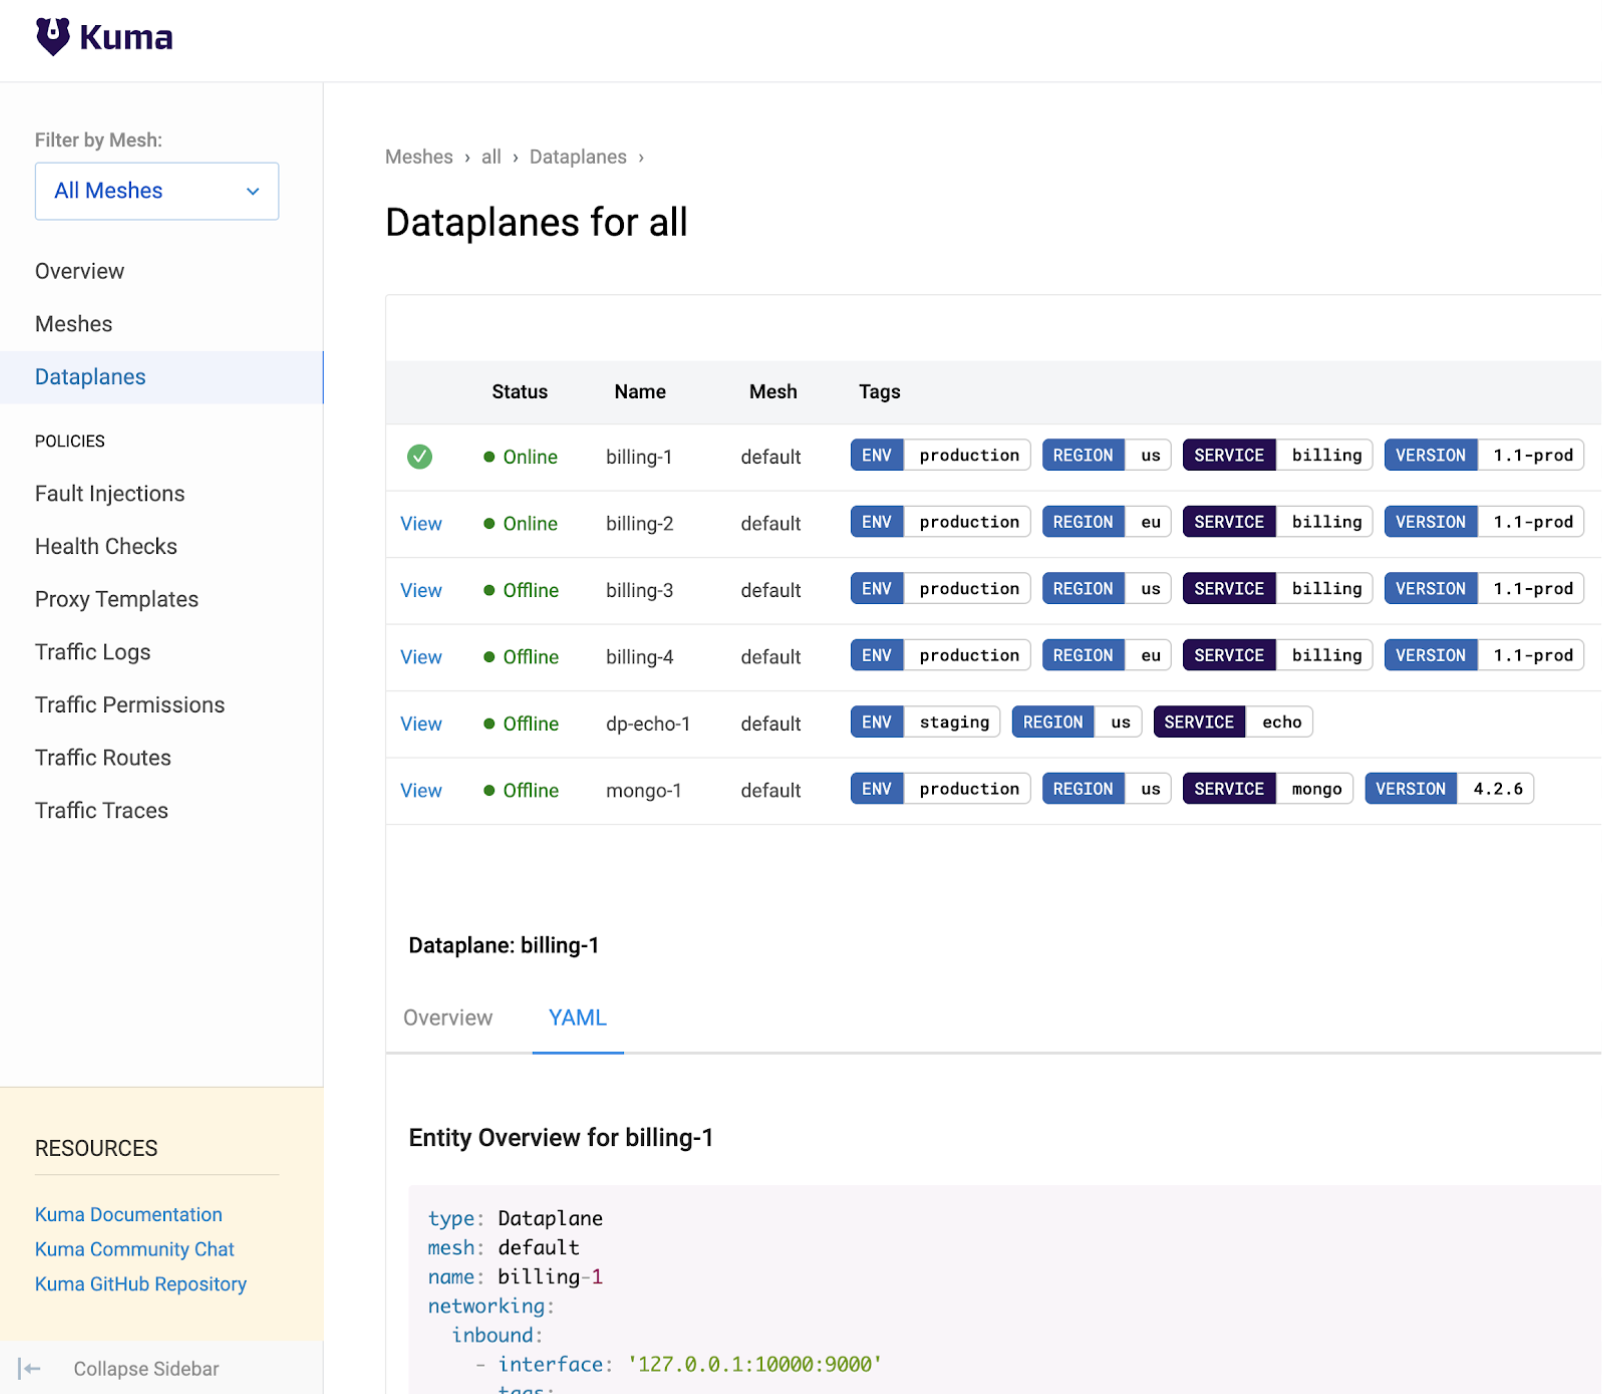 Kuma
Filter by Mesh:
All Meshes
Overview
Meshes
Dataplanes
POLICIES
Fault Injections
Health Checks
Proxy Templates
Traffic Logs
Traffic Permissions
Traffic Routes
Traffic Traces
RESOURCES
Kuma Documentation
Kuma Community Chat
Kuma GitHub Repository
Collapse Sidebar
Meshes › all › Dataplanes ›
Dataplanes for all
Status Name Mesh Tags
Online billing-1 default ENV production REGION us SERVICE billing VERSION 1.1-prod
View Online billing-2 default ENV production REGION eu SERVICE billing VERSION 1.1-prod
View Offline billing-3 default ENV production REGION us SERVICE billing VERSION 1.1-prod
View Offline billing-4 default ENV production REGION eu SERVICE billing VERSION 1.1-prod
View Offline dp-echo-1 default ENV staging REGION us SERVICE echo
View Offline mongo-1 default ENV production REGION us SERVICE mongo VERSION 4.2.6
Dataplane: billing-1
Overview YAML
Entity Overview for billing-1
type: Dataplane
mesh: default
name: billing-1
networking:
inbound:
- interface: '127.0.0.1:10000:9000'
tags: